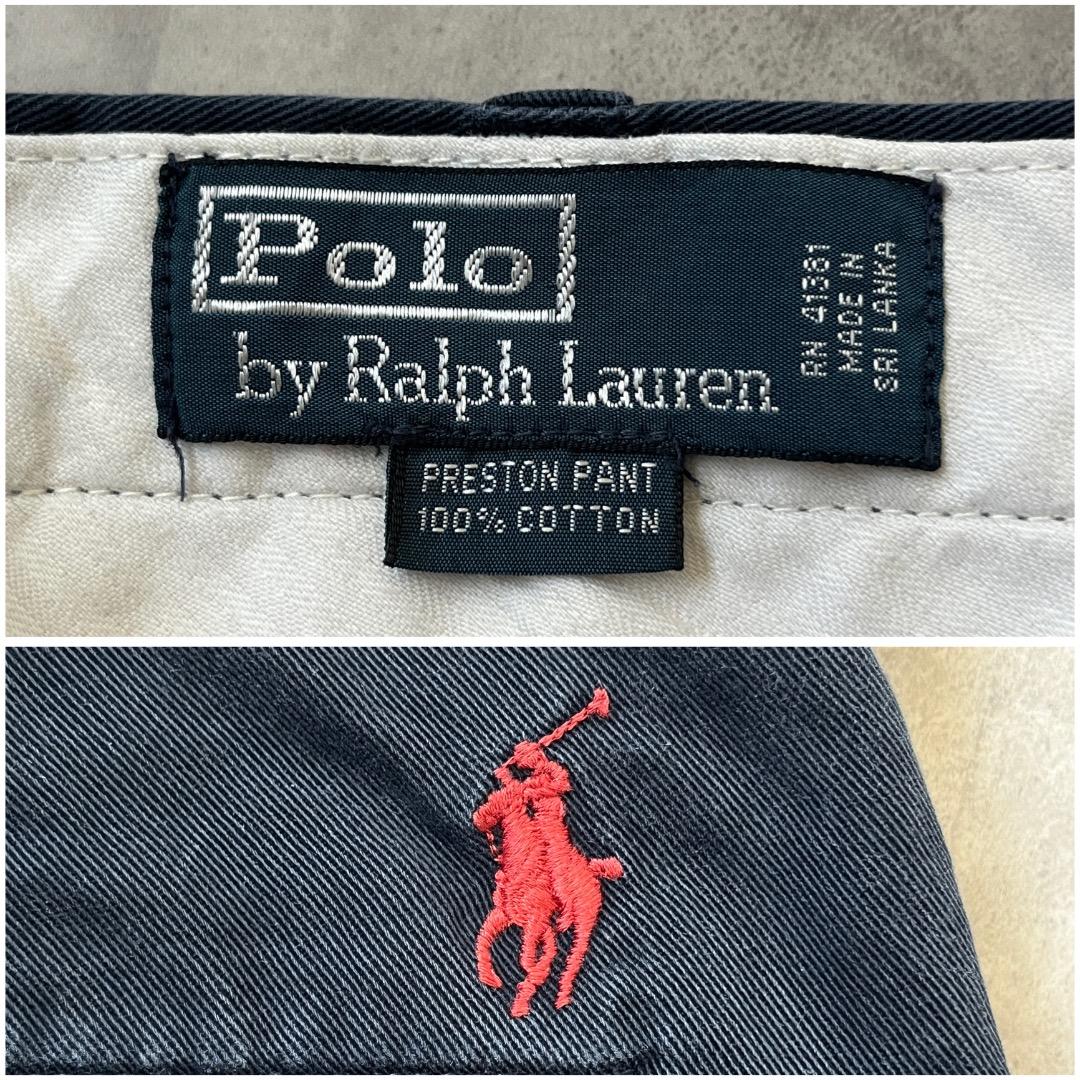 Polo
by Ralph Lauren
RN 41381
MADE IN
SRI LANKA
PRESTON PANT
100% COTTON